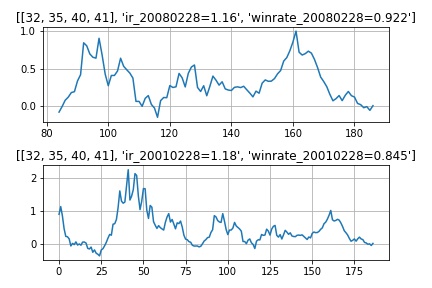 [[32, 35, 40, 41], 'ir_20080228=1.16', 'winrate_20080228=0.922']
1.0
0.5
0.0
80 100 120 140 160 180
[[32, 35, 40, 41], 'ir_20010228=1.18', 'winrate_20010228=0.845']
2
1
0
0 25 50 75 100 125 150 175